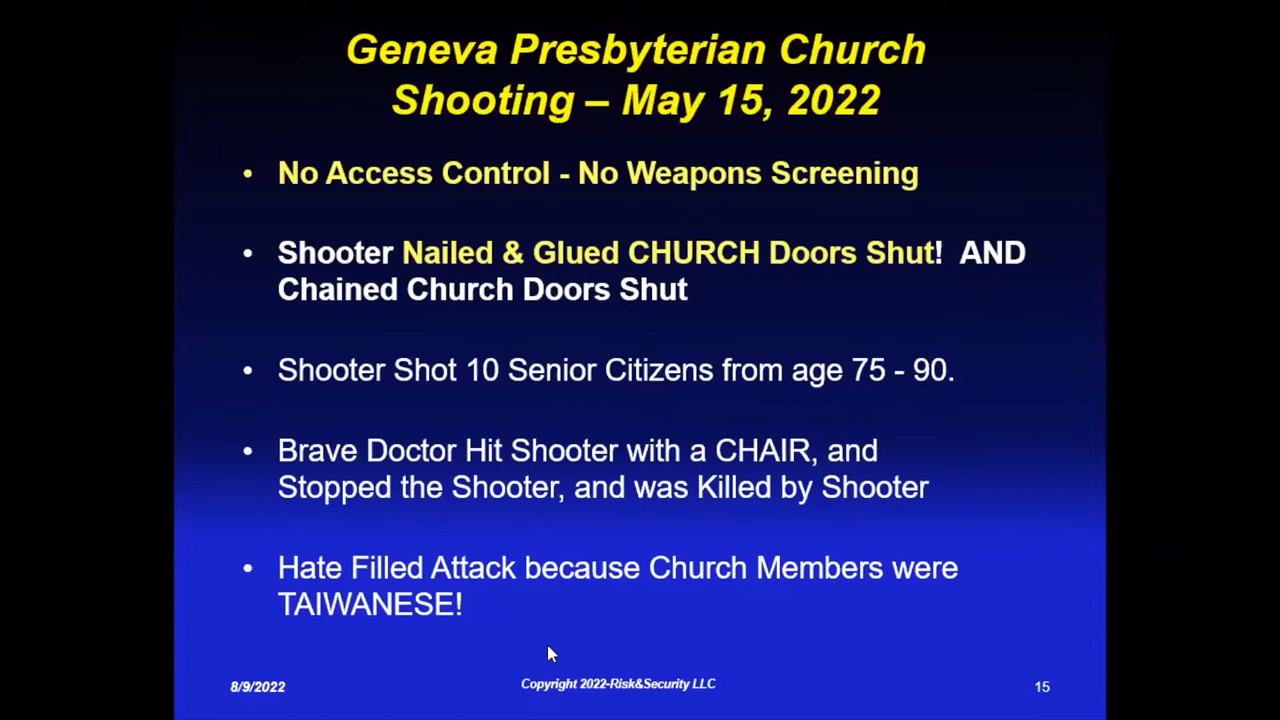 Geneva Presbyterian Church
Shooting – May 15, 2022
• No Access Control - No Weapons Screening
• Shooter Nailed & Glued CHURCH Doors Shut!  AND
Chained Church Doors Shut
• Shooter Shot 10 Senior Citizens from age 75 - 90.
• Brave Doctor Hit Shooter with a CHAIR, and
Stopped the Shooter, and was Killed by Shooter
• Hate Filled Attack because Church Members were
TAIWANESE!
8/9/2022
Copyright 2022-Risk&Security LLC
15